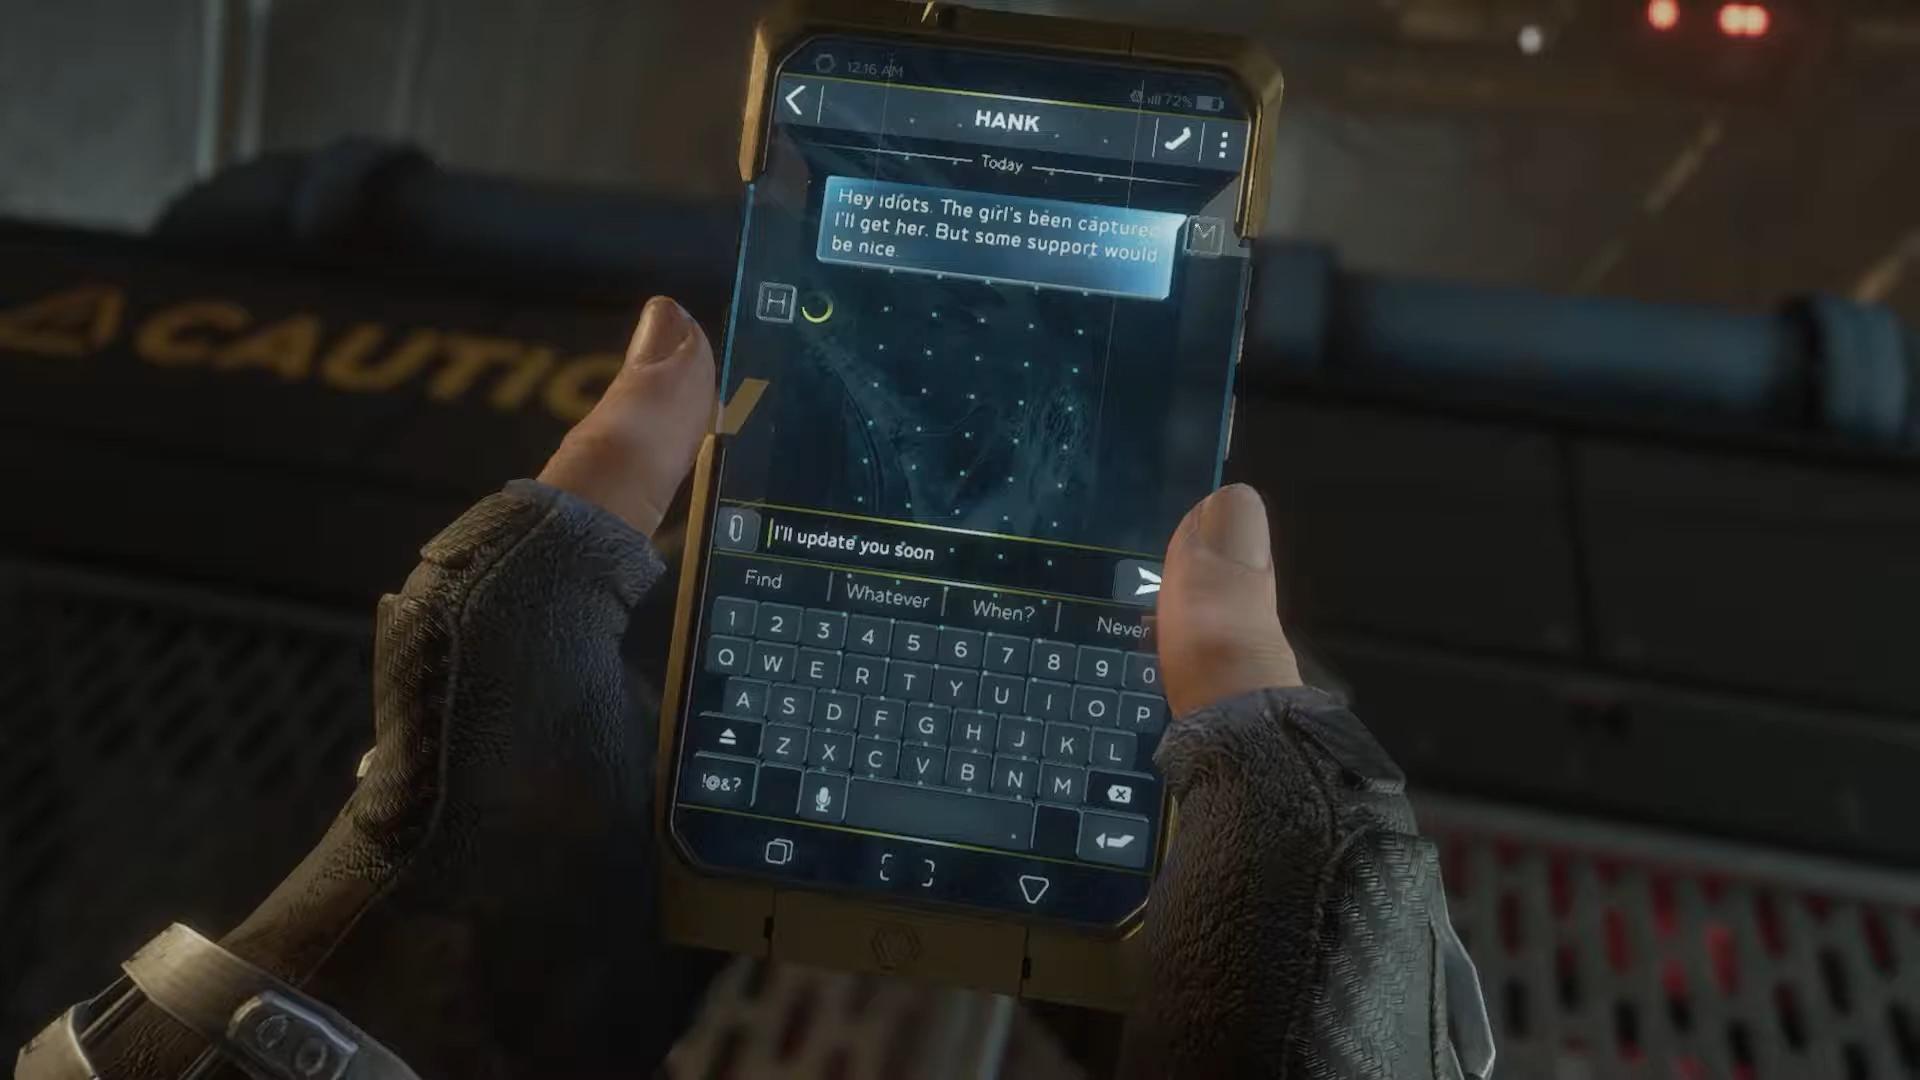 12:16 AM
72%
HANK
Today
Hey idiots. The girl's been captured
I'll get her. But some support would
be nice.
M
H
CAUTIO
I'll update you soon
Find Whatever When? Never
1 2 3 4 5 6 7 8 9 0
Q W E R T Y U I O P
A S D F G H J K L
Z X C V B N M
!@&?